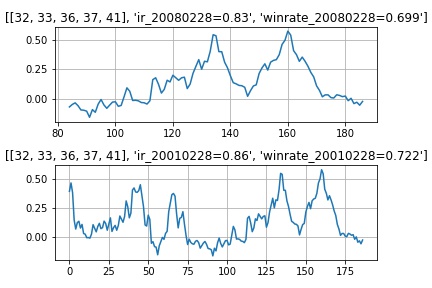 [[32, 33, 36, 37, 41], 'ir_20080228=0.83', 'winrate_20080228=0.699']
0.50
0.25
0.00
80 100 120 140 160 180
[[32, 33, 36, 37, 41], 'ir_20010228=0.86', 'winrate_20010228=0.722']
0.50
0.25
0.00
0 25 50 75 100 125 150 175